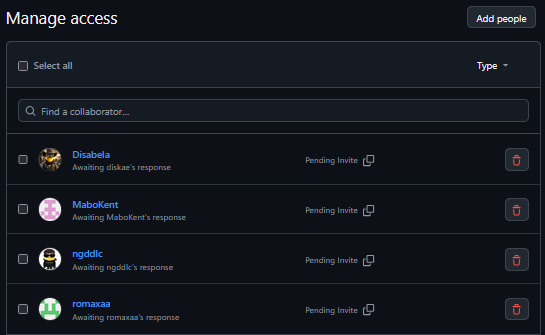 Manage access
Add people
Select all
Type
Find a collaborator...
Disabela
Awaiting diskae's response
Pending Invite
MaboKent
Awaiting MaboKent's response
Pending Invite
ngddlc
Awaiting ngddlc's response
Pending Invite
romaxaa
Awaiting romaxaa's response
Pending Invite